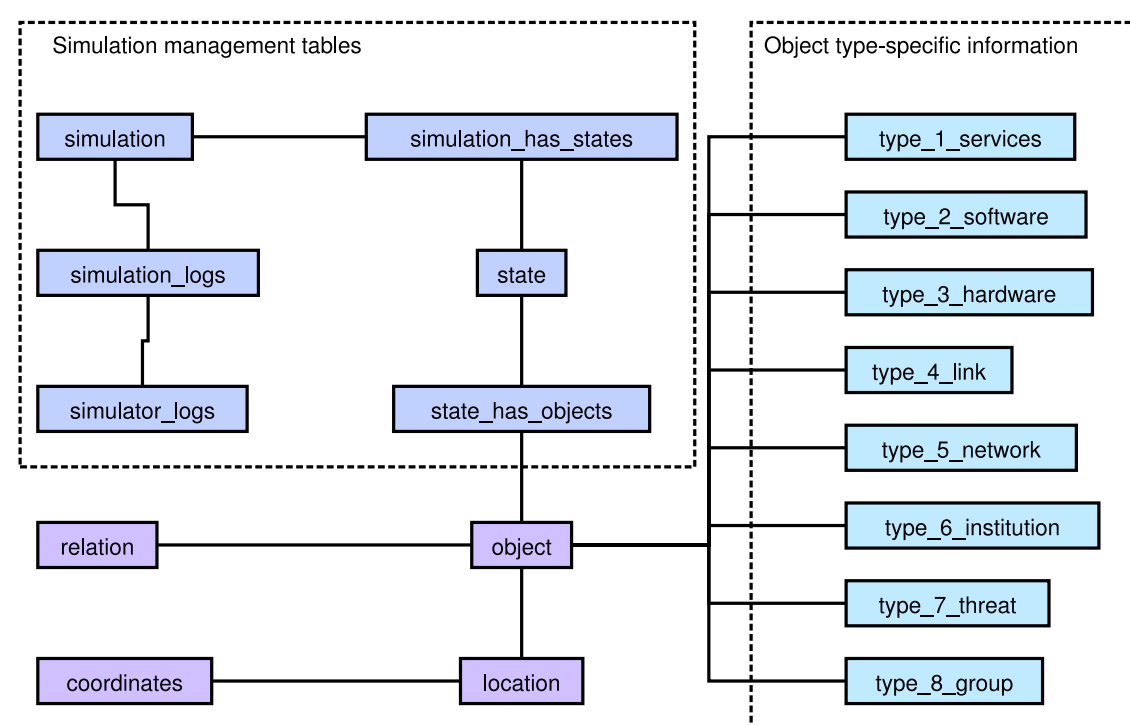 Simulation management tables
Object type-specific information
simulation
simulation_has_states
type_1_services
type_2_software
simulation_logs
state
type_3_hardware
type_4_link
simulator_logs
state_has_objects
type_5_network
type_6_institution
relation
object
type_7_threat
coordinates
location
type_8_group